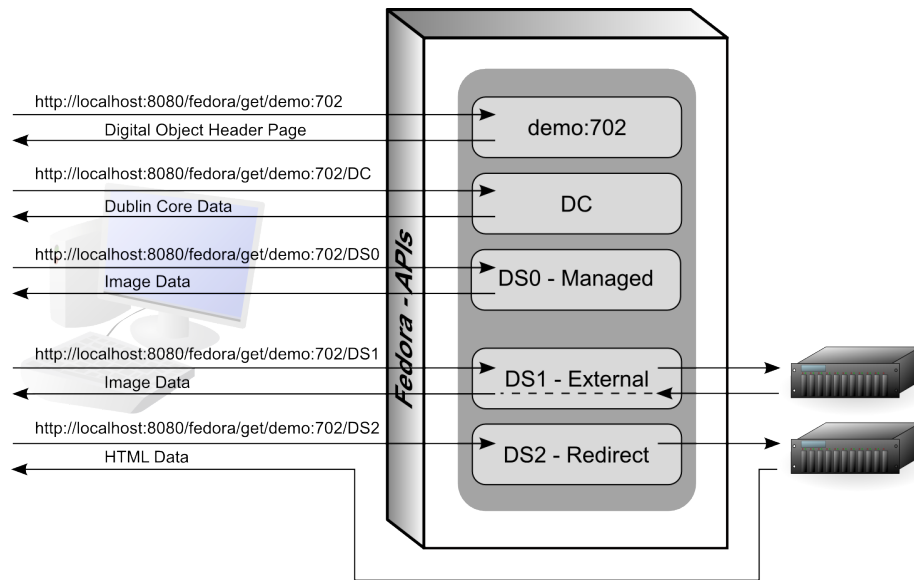 http://localhost:8080/fedora/get/demo:702
Digital Object Header Page
demo:702
http://localhost:8080/fedora/get/demo:702/DC
Dublin Core Data
DC
http://localhost:8080/fedora/get/demo:702/DS0
Image Data
DS0 - Managed
Fedora - APIs
http://localhost:8080/fedora/get/demo:702/DS1
Image Data
DS1 - External
http://localhost:8080/fedora/get/demo:702/DS2
HTML Data
DS2 - Redirect